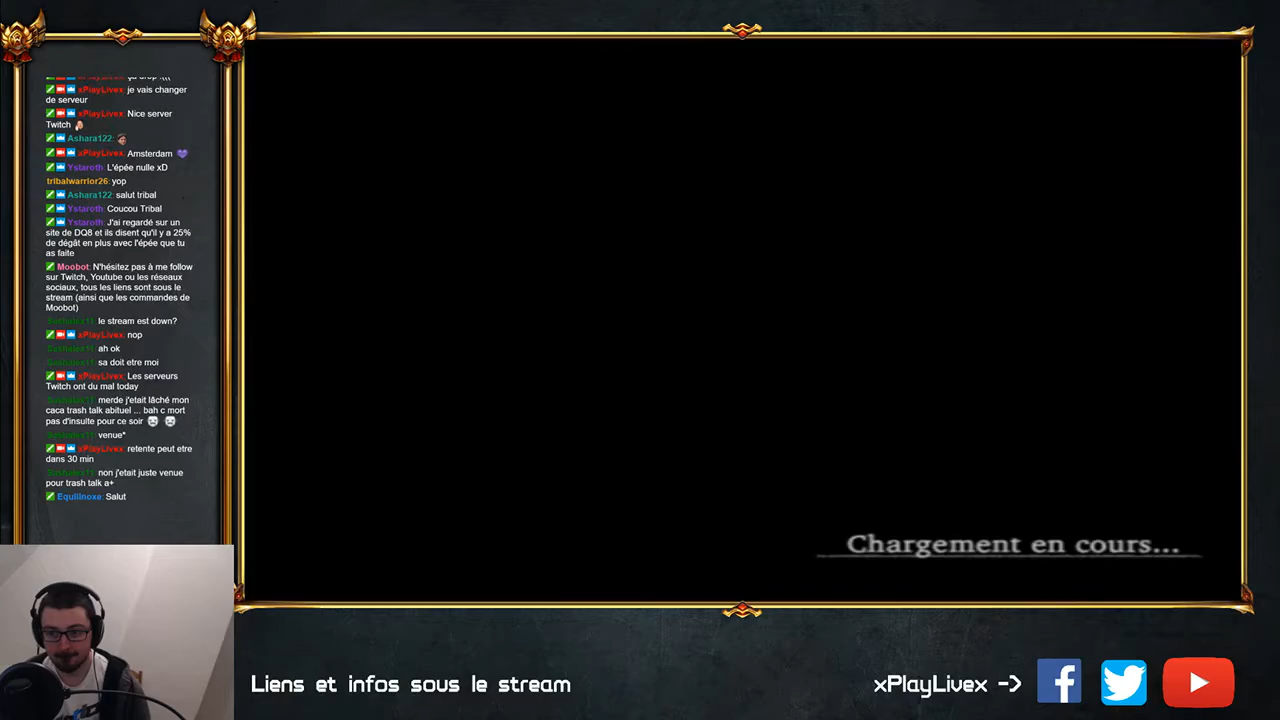 xPlayLivex: je vais changer
de serveur
xPlayLivex: Nice server
Twitch
Ashara122:
xPlayLivex: Amsterdam
Ystaroth: L'épée nulle xD
tribalwarrior26: yop
Ashara122: salut tribal
Ystaroth: Coucou Tribal
Ystaroth: J'ai regardé sur un
site de DQ8 et ils disent qu'il y a 25%
de dégât en plus avec l'épée que tu
as faite
Moobot: N'hésitez pas à me follow
sur Twitch, Youtube ou les réseaux
sociaux, tous les liens sont sous le
stream (ainsi que les commandes de
Moobot)
le stream est down?
xPlayLivex: nop
ah ok
sa doit etre moi
xPlayLivex: Les serveurs
Twitch ont du mal today
merde j'etait lâché mon
caca trash talk abituel ... bah c mort
pas d'insulte pour ce soir
venue*
xPlayLivex: retente peut etre
dans 30 min
non j'etait juste venue
pour trash talk a+
Equilinoxe: Salut
Chargement en cours...
Liens et infos sous le stream
xPlayLivex ->